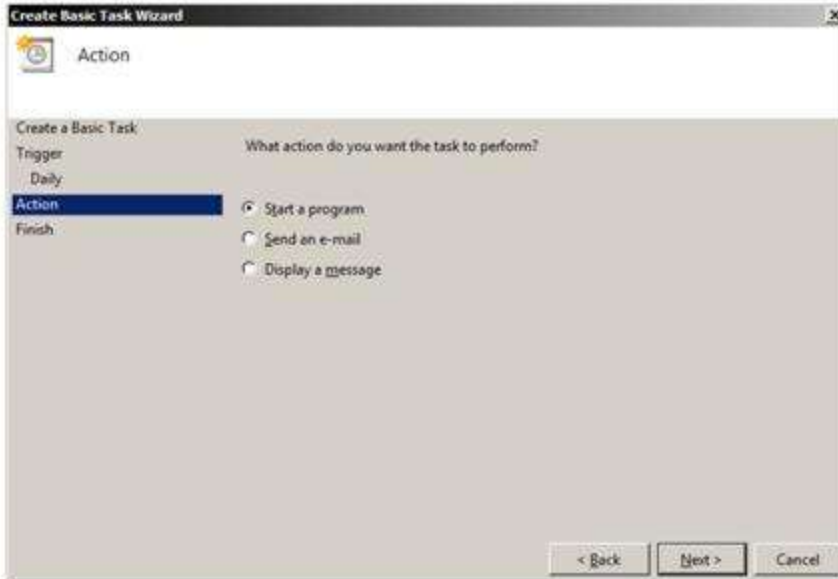 Create Basic Task Wizard
Action
Create a Basic Task
Trigger
Daily
Action
Finish
What action do you want the task to perform?
Start a program
Send an e-mail
Display a message
< Back
Next >
Cancel